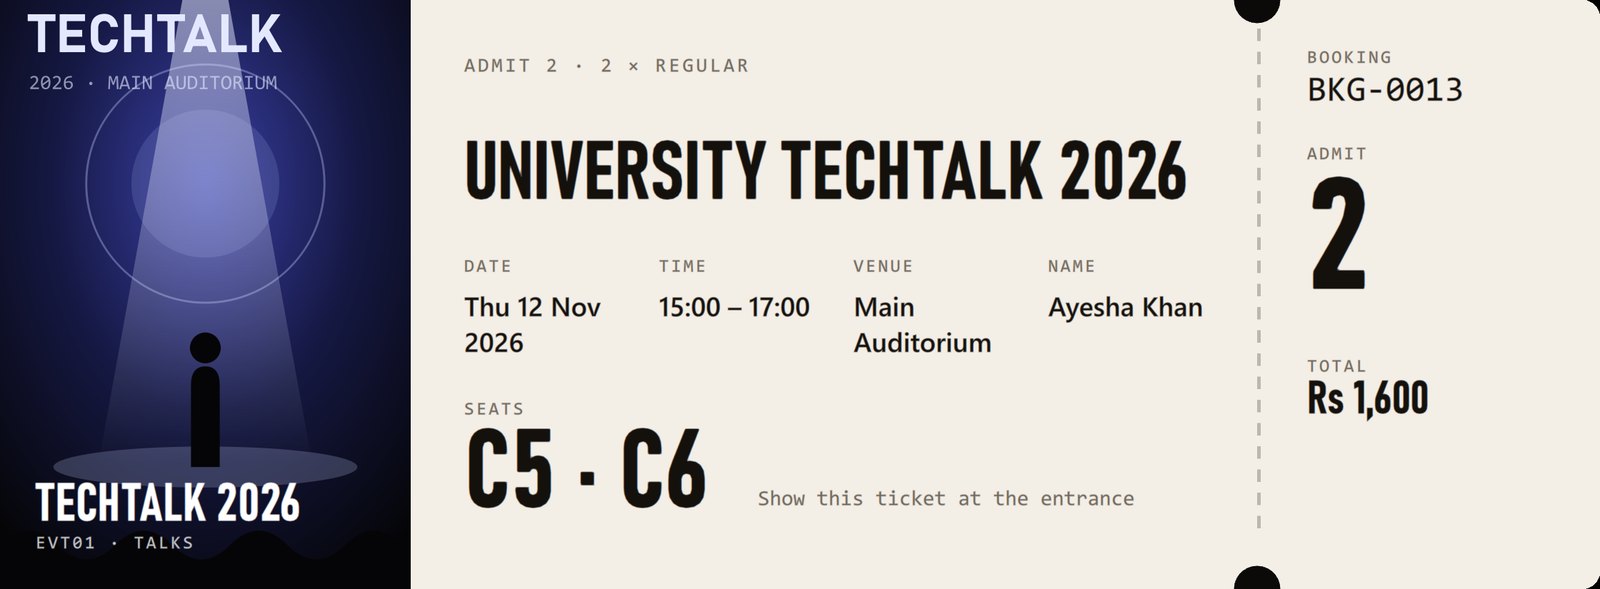 TECHTALK
2026 · MAIN AUDITORIUM
TECHTALK 2026
EVT01 · TALKS
ADMIT 2 · 2 × REGULAR
UNIVERSITY TECHTALK 2026
DATE
Thu 12 Nov
2026
TIME
15:00 – 17:00
VENUE
Main
Auditorium
NAME
Ayesha Khan
SEATS
C5 · C6
Show this ticket at the entrance
BOOKING
BKG-0013
ADMIT
2
TOTAL
Rs 1,600